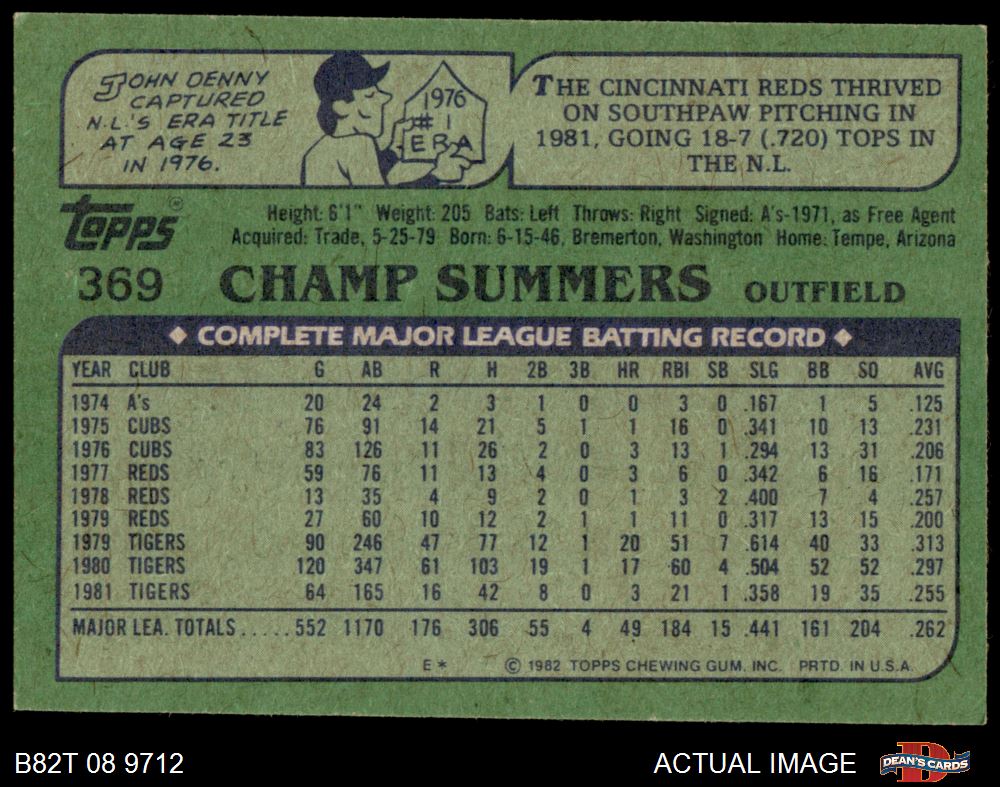 JOHN DENNY
CAPTURED
N.L.'S ERA TITLE
AT AGE 23
IN 1976.
1976
#1
ERA
THE CINCINNATI REDS THRIVED
ON SOUTHPAW PITCHING IN
1981, GOING 18-7 (.720) TOPS IN
THE N.L.
Topps
Height: 6'1" Weight: 205 Bats: Left Throws: Right Signed: A's-1971, as Free Agent
Acquired: Trade, 5-25-79 Born: 6-15-46, Bremerton, Washington Home: Tempe, Arizona
369 CHAMP SUMMERS OUTFIELD
◆ COMPLETE MAJOR LEAGUE BATTING RECORD ◆
YEAR CLUB G AB R H 2B 3B HR RBI SB SLG BB SO AVG
1974 A's 20 24 2 3 1 0 0 3 0 .167 1 5 .125
1975 CUBS 76 91 14 21 5 1 1 16 0 .341 10 13 .231
1976 CUBS 83 126 11 26 2 0 3 13 1 .294 13 31 .206
1977 REDS 59 76 11 13 4 0 3 6 0 .342 6 16 .171
1978 REDS 13 35 4 9 2 0 1 3 2 .400 7 4 .257
1979 REDS 27 60 10 12 2 1 1 11 0 .317 13 15 .200
1979 TIGERS 90 246 47 77 12 1 20 51 7 .614 40 33 .313
1980 TIGERS 120 347 61 103 19 1 17 60 4 .504 52 52 .297
1981 TIGERS 64 165 16 42 8 0 3 21 1 .358 19 35 .255
MAJOR LEA. TOTALS.....552 1170 176 306 55 4 49 184 15 .441 161 204 .262
E* © 1982 TOPPS CHEWING GUM. INC. PRTD. IN U.S.A.
B82T 08 9712 ACTUAL IMAGE DEAN'S CARDS